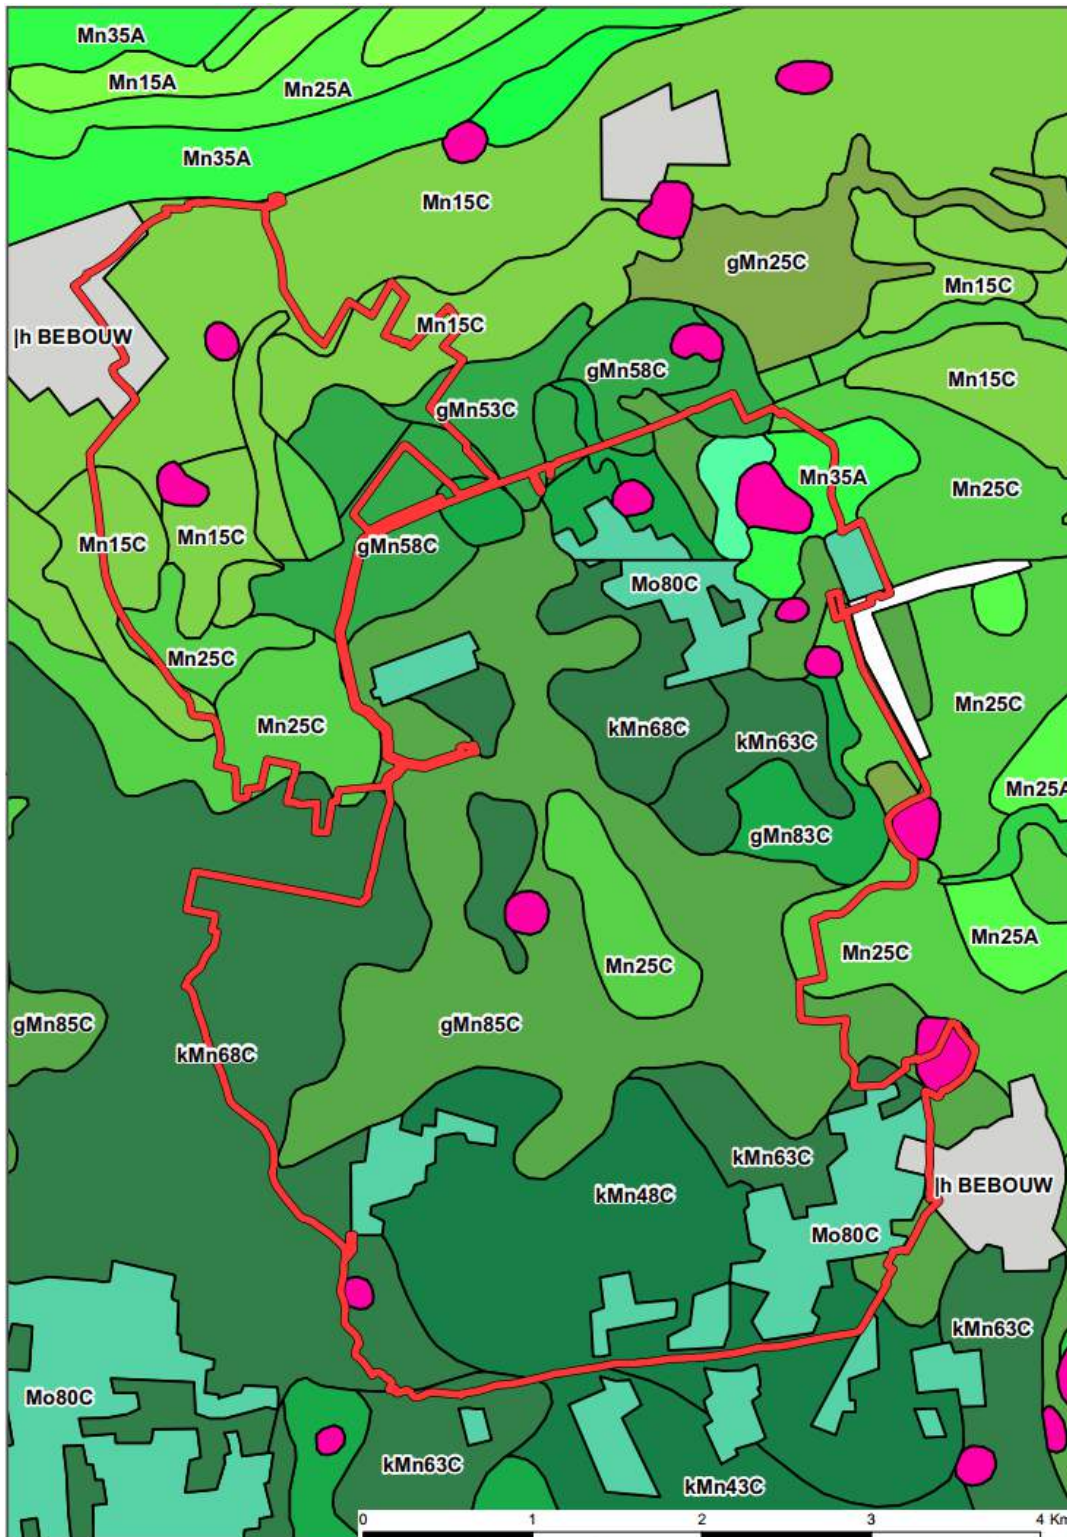 Mn35A
Mn15A
Mn25A
Mn35A
Mn15C
gMn25C
Mn15C
Mn15C
|h BEBOUW
gMn58C
Mn15C
gMn53C
Mn35A
Mn25C
Mn15C
Mn15C
gMn58C
Mo80C
Mn25C
Mn25C
Mn25C
kMn68C
kMn63C
Mn25A
gMn83C
Mn25C
Mn25A
Mn25C
gMn85C
gMn85C
kMn68C
kMn63C
|h BEBOUW
kMn48C
Mo80C
kMn63C
Mo80C
kMn63C
kMn43C
0 1 2 3 4 Km